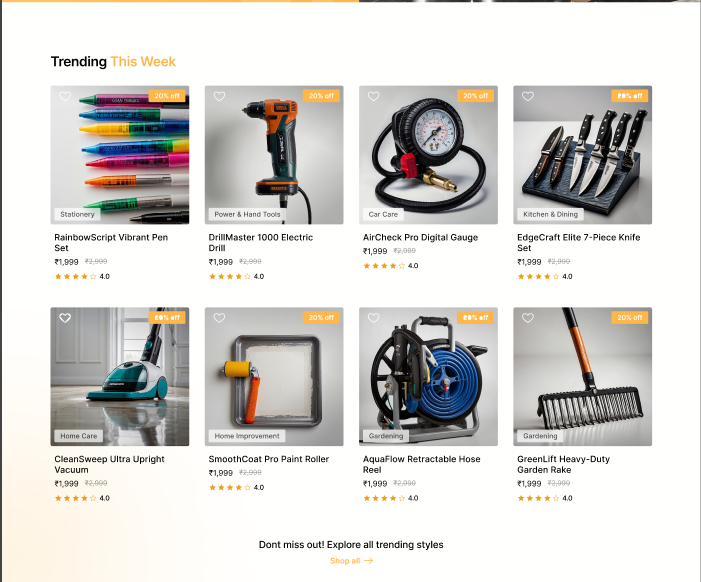 Trending This Week
20% off
20% off
20% off
Stationery
Power & Hand Tools
Car Care
Kitchen & Dining
RainbowScript Vibrant Pen
Set
₹1,999 ₹2,999
4.0
DrillMaster 1000 Electric
Drill
₹1,999 ₹2,999
4.0
AirCheck Pro Digital Gauge
₹1,999 ₹2,999
4.0
EdgeCraft Elite 7-Piece Knife
Set
₹1,999 ₹2,999
4.0
20% off
20% off
Home Care
Home Improvement
Gardening
Gardening
CleanSweep Ultra Upright
Vacuum
₹1,999 ₹2,999
4.0
SmoothCoat Pro Paint Roller
₹1,999 ₹2,999
4.0
AquaFlow Retractable Hose
Reel
₹1,999 ₹2,999
4.0
GreenLift Heavy-Duty
Garden Rake
₹1,999 ₹2,999
4.0
Dont miss out! Explore all trending styles
Shop all